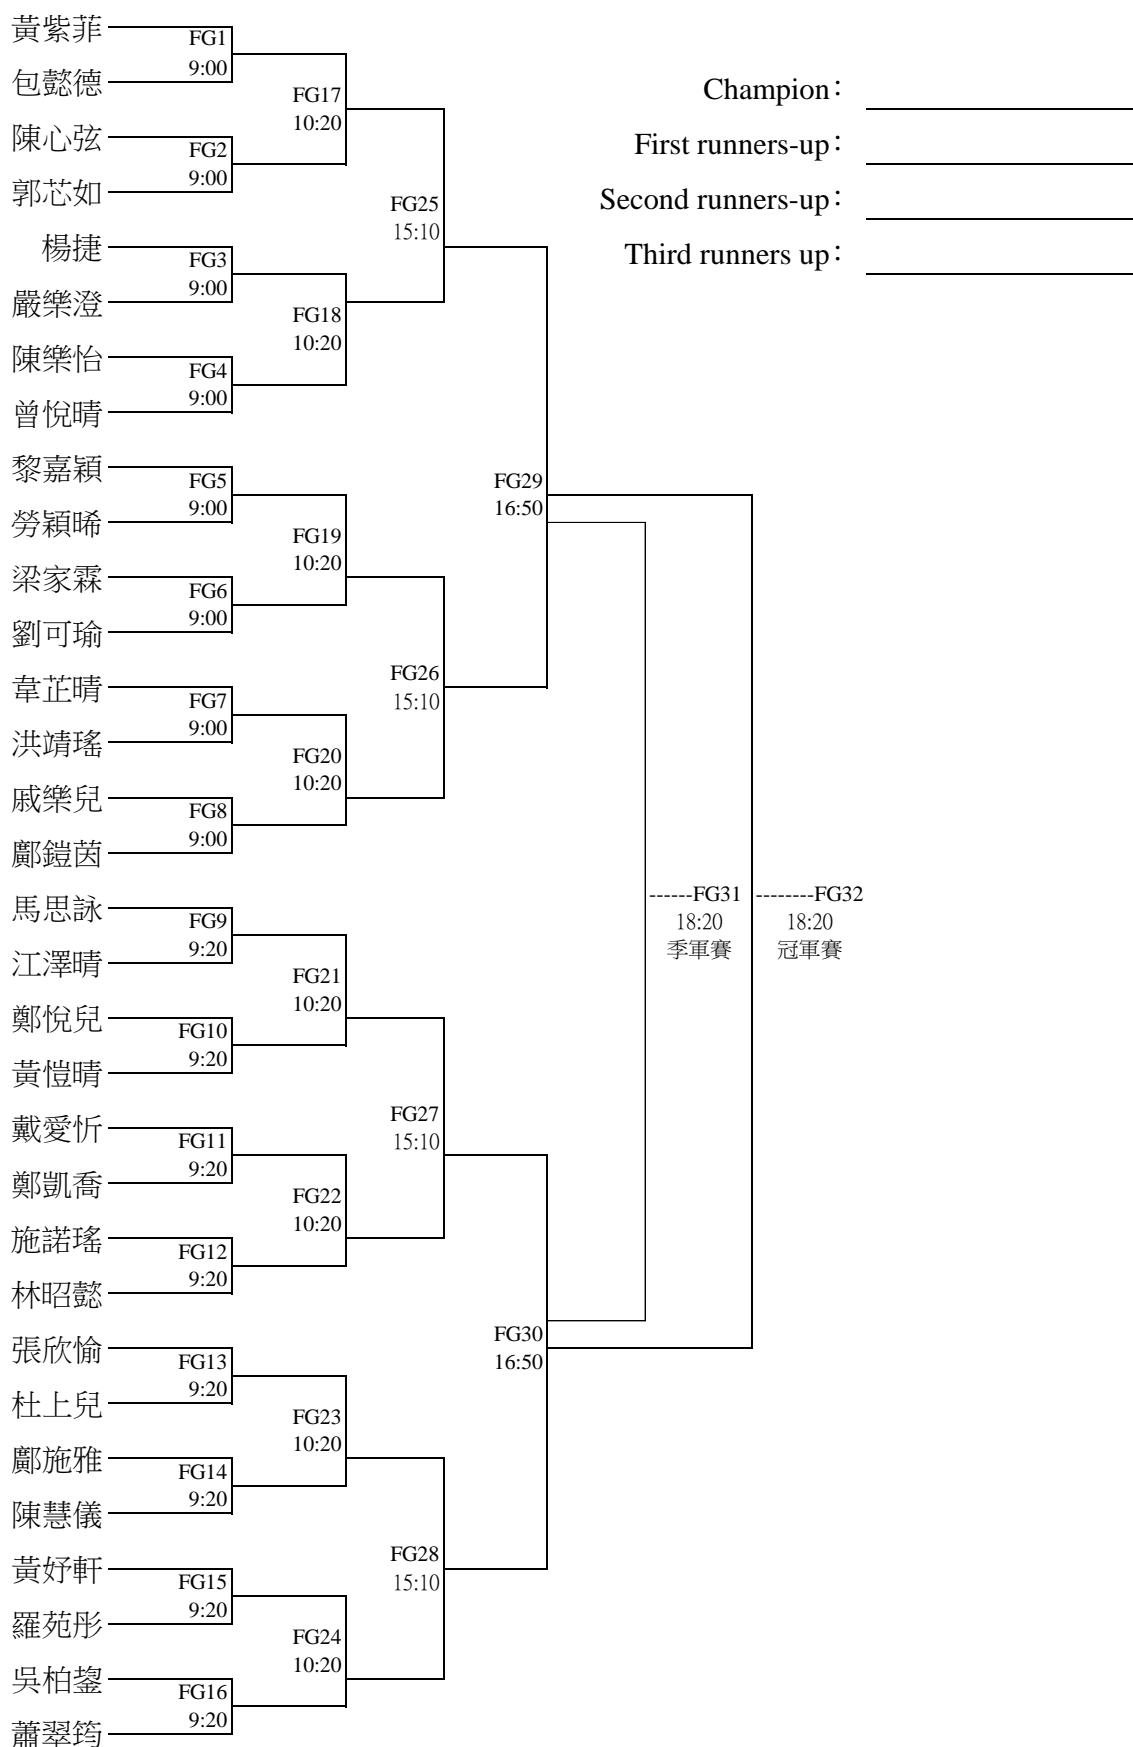 黃紫菲
FG1
9:00
包懿德
FG17
10:20
陳心弦
FG2
9:00
郭芯如
FG25
15:10
楊捷
FG3
9:00
嚴樂澄
FG18
10:20
陳樂怡
FG4
9:00
曾悅晴
黎嘉穎
FG5
9:00
勞穎晞
FG19
10:20
梁家霖
FG6
9:00
劉可瑜
FG29
16:50
韋芷晴
FG7
9:00
洪靖瑤
FG26
15:10
FG20
10:20
戚樂兒
FG8
9:00
鄺鎧茵
馬思詠
FG9
9:20
江澤晴
FG21
10:20
鄭悅兒
FG10
9:20
黃愷晴
FG27
15:10
戴愛忻
FG11
9:20
鄭凱喬
FG22
10:20
施諾瑤
FG12
9:20
林昭懿
張欣愉
FG13
9:20
杜上兒
FG30
16:50
FG23
10:20
鄺施雅
FG14
9:20
陳慧儀
FG28
15:10
黃妤軒
FG15
9:20
羅苑彤
FG24
10:20
吳柏鋆
FG16
9:20
蕭翠筠
------FG31
18:20
季軍賽
--------FG32
18:20
冠軍賽
Champion：
First runners-up：
Second runners-up：
Third runners up：